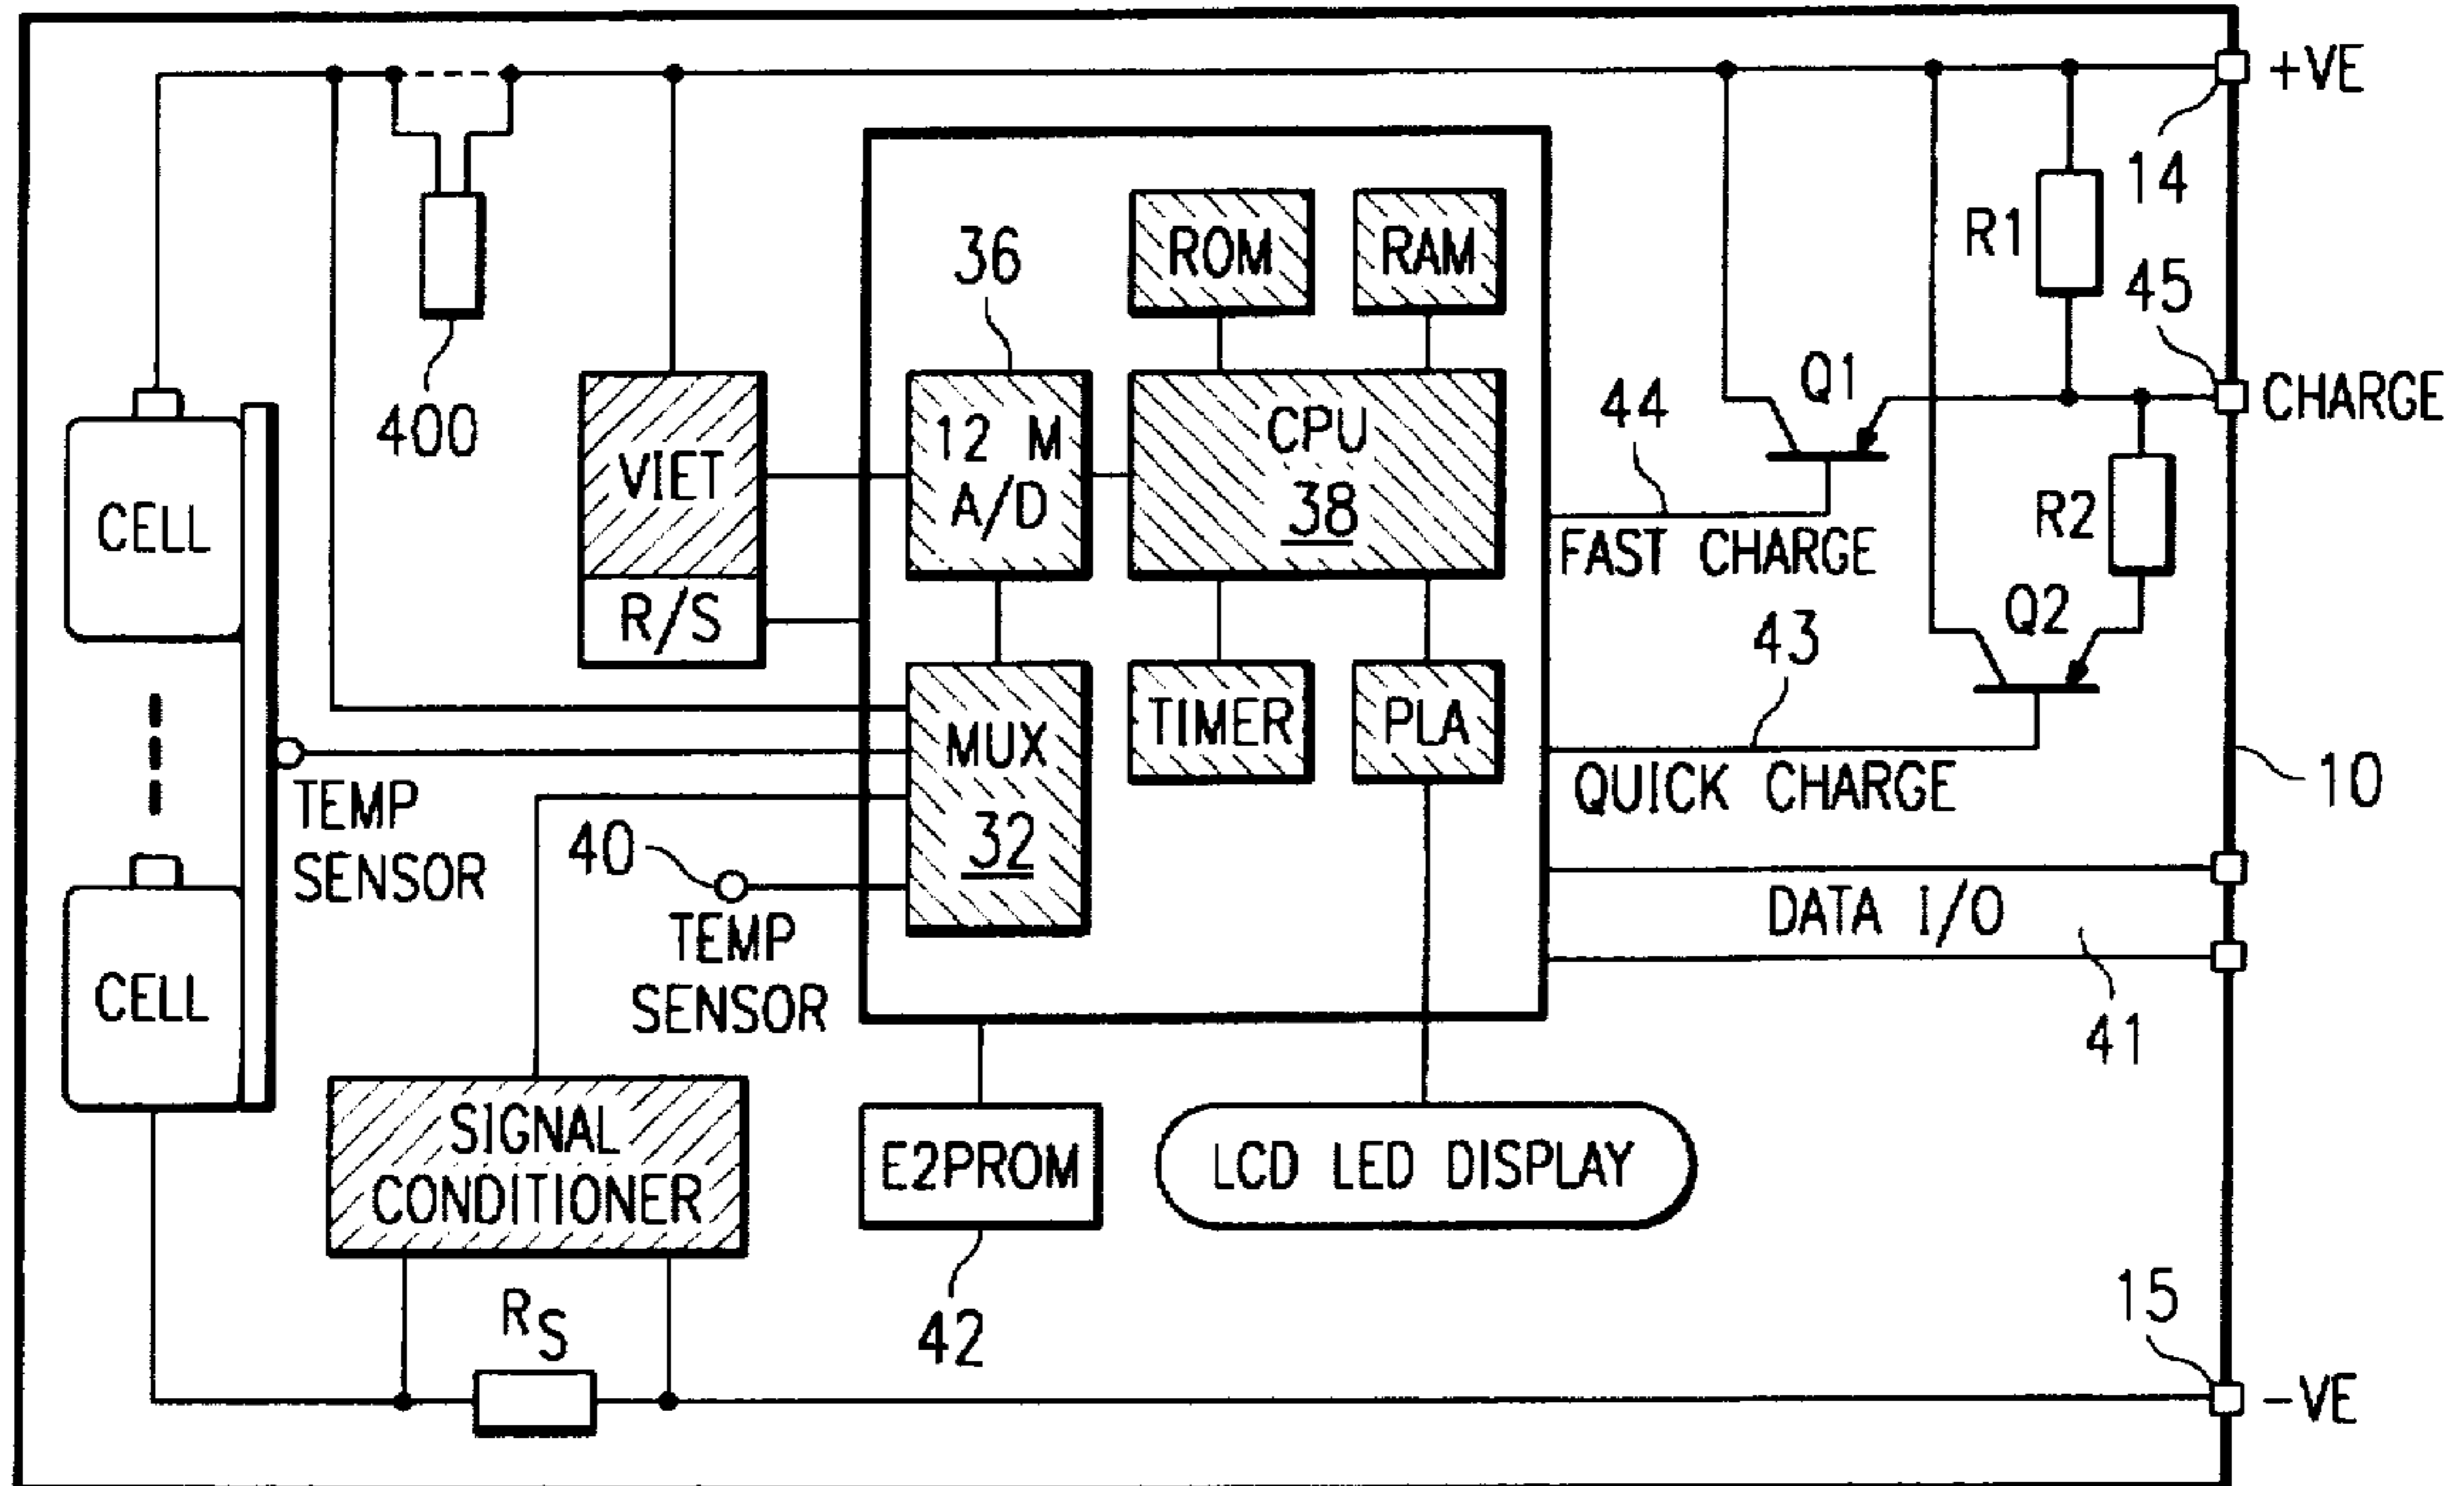 +VE
14
ROM
RAM
R1
36
45
400
VIET
12 M
A/D
CPU
38
44
Q1
CHARGE
CELL
FAST CHARGE
R2
R/S
Q2
43
MUX
32
TIMER
PLA
QUICK CHARGE
10
TEMP
SENSOR
40
TEMP
SENSOR
DATA I/O
41
CELL
SIGNAL
CONDITIONER
E2PROM
LCD LED DISPLAY
42
RS
15
-VE